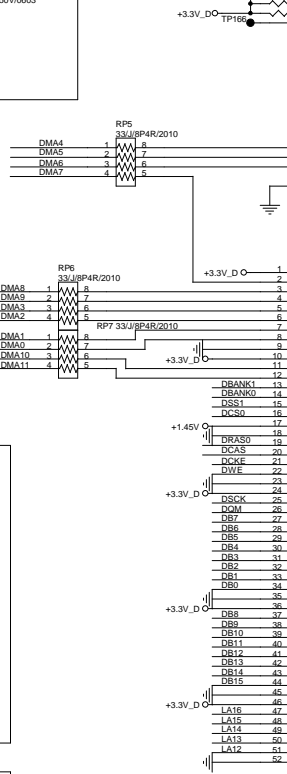 50V/0603
+3.3V_D
TP166
RP5
33/J/8P4R/2010
DMA4 1 8
DMA5 2 7
DMA6 3 6
DMA7 4 5
RP6
33/J/8P4R/2010
DMA8 1 8
DMA9 2 7
DMA3 3 6
DMA2 4 5
RP7 33/J/8P4R/2010
DMA1 1 8
DMA0 2 7
DMA10 3 6
DMA11 4 5
+3.3V_D 1
2
3
4
5
6
7
8
9
+3.3V_D 10
11
12
DBANK1 13
DBANK0 14
DSS1 15
DCS0 16
+1.45V 17
18
DRAS0 19
DCAS 20
DCKE 21
DWE 22
23
+3.3V_D 24
DSCK 25
DQM 26
DB7 27
DB6 28
DB5 29
DB4 30
DB3 31
DB2 32
DB1 33
DB0 34
35
+3.3V_D 36
DB8 37
DB9 38
DB10 39
DB11 40
DB12 41
DB13 42
DB14 43
DB15 44
45
+3.3V_D 46
LA16 47
LA15 48
LA14 49
LA13 50
LA12 51
52